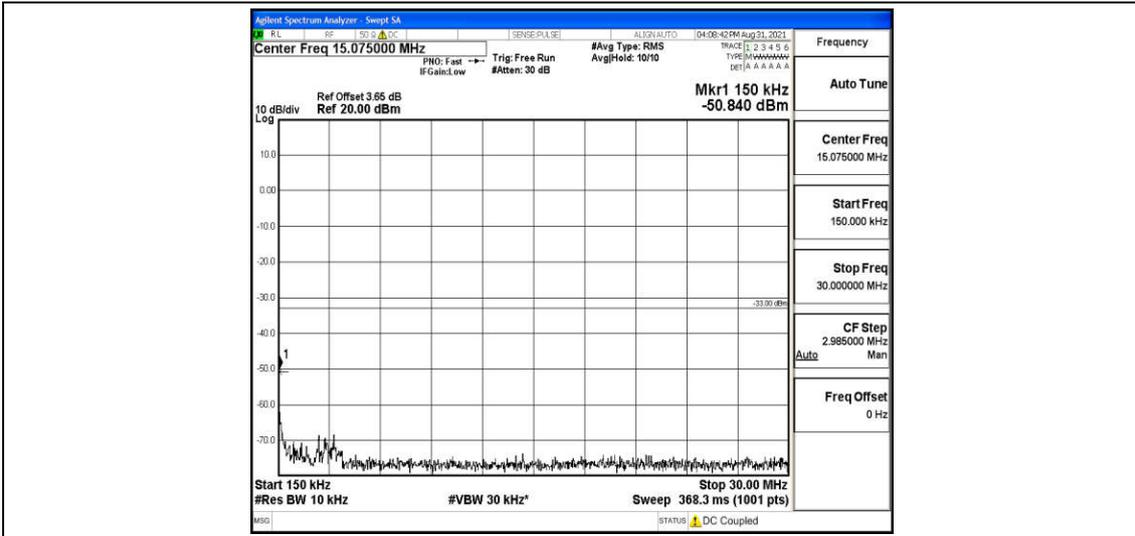 Agilent Spectrum Analyzer - Swept SA
RL RF 50 Ω DC SENSE:PULSE ALIGN AUTO 04:08:42 PM Aug 31, 2021
Center Freq 15.075000 MHz
PNO: Fast
IFGain:Low
Trig: Free Run
#Atten: 30 dB
#Avg Type: RMS
Avg|Hold: 10/10
TRACE 1 2 3 4 5 6
TYPE M WWWWW
DET A A A A A A
Mkr1 150 kHz
-50.840 dBm
Ref Offset 3.65 dB
10 dB/div Ref 20.00 dBm
Log
10.0
0.00
-10.0
-20.0
-30.0
-33.00 dBm
-40.0
1
-50.0
-60.0
-70.0
Start 150 kHz Stop 30.00 MHz
#Res BW 10 kHz #VBW 30 kHz* Sweep 368.3 ms (1001 pts)
MSG STATUS DC Coupled
Frequency
Auto Tune
Center Freq
15.075000 MHz
Start Freq
150.000 kHz
Stop Freq
30.000000 MHz
CF Step
2.985000 MHz
Auto Man
Freq Offset
0 Hz